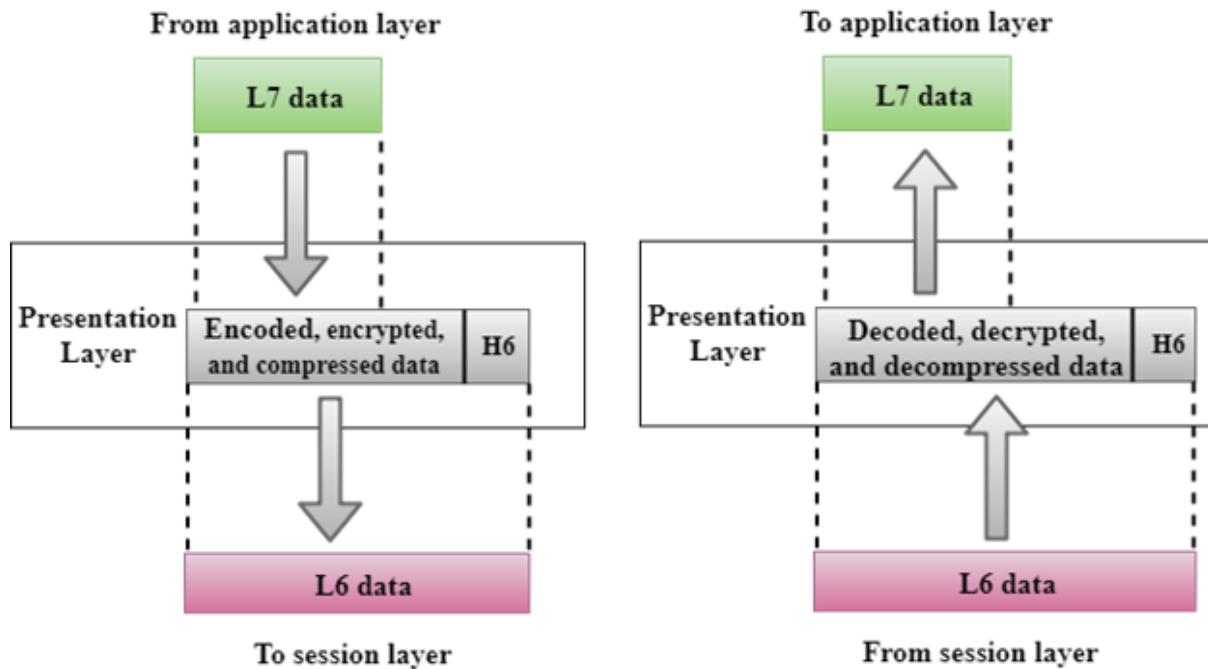 From application layer
L7 data
Presentation
Layer
Encoded, encrypted,
and compressed data
H6
L6 data
To session layer
To application layer
L7 data
Presentation
Layer
Decoded, decrypted,
and decompressed data
H6
L6 data
From session layer